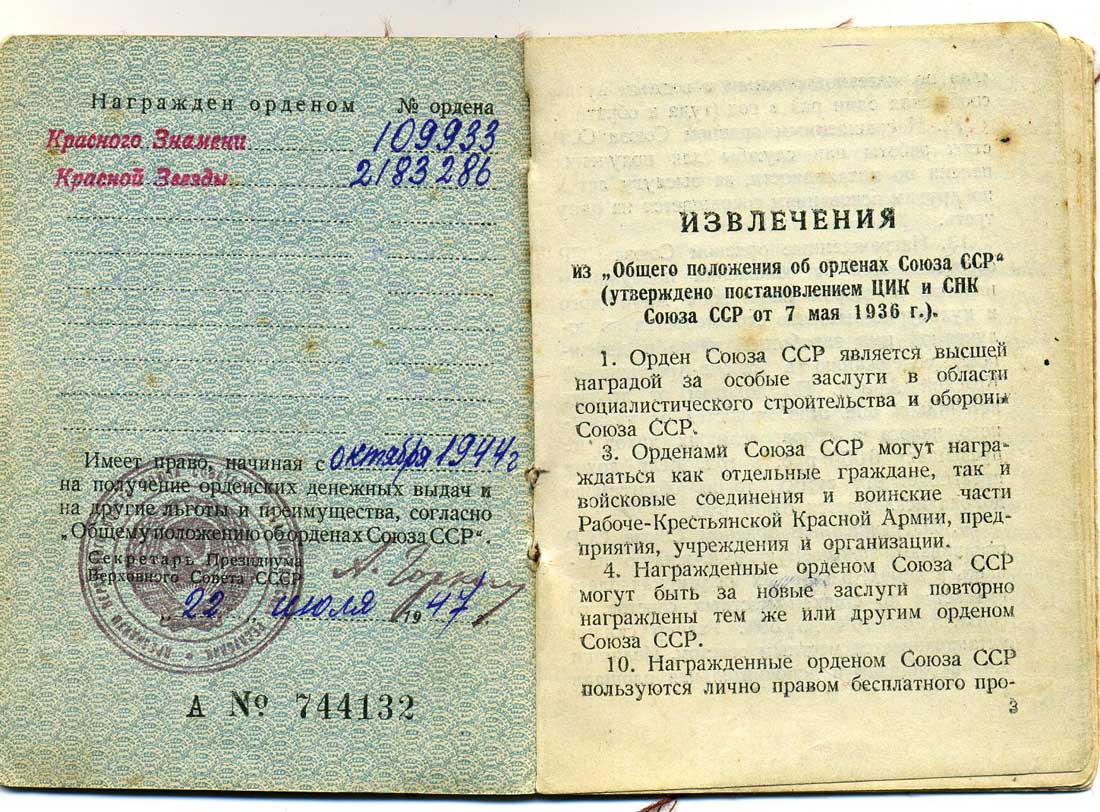 Награжден орденом № ордена
Красного Знамени 109933
Красной Звезды 2183286
Имеет право, начиная с октября 1944 г
на получение орденских денежных выдач и
на другие льготы и преимущества, согласно
„Общему положению об орденах Союза ССР“.
Секретарь Президиума
Верховного Совета СССР
А. Горкин
22 июля 1947
А № 744132
ИЗВЛЕЧЕНИЯ
из „Общего положения об орденах Союза ССР“
(утверждено постановлением ЦИК и СНК
Союза ССР от 7 мая 1936 г.).
1. Орден Союза ССР является высшей
наградой за особые заслуги в области
социалистического строительства и обороны
Союза ССР.
3. Орденами Союза ССР могут награ-
ждаться как отдельные граждане, так и
войсковые соединения и воинские части
Рабоче-Крестьянской Красной Армии, пред-
приятия, учреждения и организации.
4. Награжденные орденом Союза ССР
могут быть за новые заслуги повторно
награждены тем же или другим орденом
Союза ССР.
10. Награжденные орденом Союза ССР
пользуются лично правом бесплатного про-
3